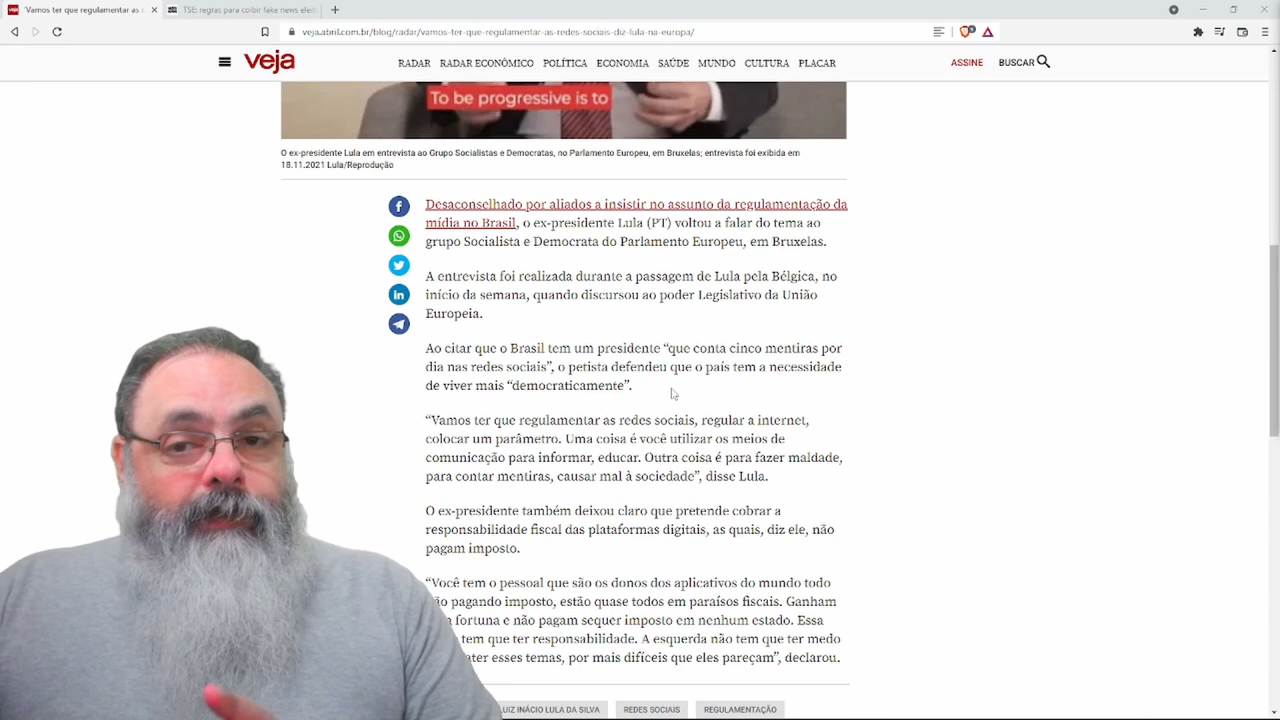 'Vamos ter que regulamentar as
TSE: regras para coibir fake news eleit
veja.abril.com.br/blog/radar/vamos-ter-que-regulamentar-as-redes-sociais-diz-lula-na-europa/
veja
RADAR RADAR ECONÔMICO POLÍTICA ECONOMIA SAÚDE MUNDO CULTURA PLACAR
ASSINE BUSCAR
To be progressive is to
O ex-presidente Lula em entrevista ao Grupo Socialistas e Democratas, no Parlamento Europeu, em Bruxelas; entrevista foi exibida em
18.11.2021 Lula/Reprodução
Desaconselhado por aliados a insistir no assunto da regulamentação da
mídia no Brasil, o ex-presidente Lula (PT) voltou a falar do tema ao
grupo Socialista e Democrata do Parlamento Europeu, em Bruxelas.
A entrevista foi realizada durante a passagem de Lula pela Bélgica, no
início da semana, quando discursou ao poder Legislativo da União
Europeia.
Ao citar que o Brasil tem um presidente “que conta cinco mentiras por
dia nas redes sociais”, o petista defendeu que o país tem a necessidade
de viver mais “democraticamente”.
“Vamos ter que regulamentar as redes sociais, regular a internet,
colocar um parâmetro. Uma coisa é você utilizar os meios de
comunicação para informar, educar. Outra coisa é para fazer maldade,
para contar mentiras, causar mal à sociedade”, disse Lula.
O ex-presidente também deixou claro que pretende cobrar a
responsabilidade fiscal das plataformas digitais, as quais, diz ele, não
pagam imposto.
“Você tem o pessoal que são os donos dos aplicativos do mundo todo
pagando imposto, estão quase todos em paraísos fiscais. Ganham
fortuna e não pagam sequer imposto em nenhum estado. Essa
tem que ter responsabilidade. A esquerda não tem que ter medo
esses temas, por mais difíceis que eles pareçam”, declarou.
LUIZ INÁCIO LULA DA SILVA REDES SOCIAIS REGULAMENTAÇÃO